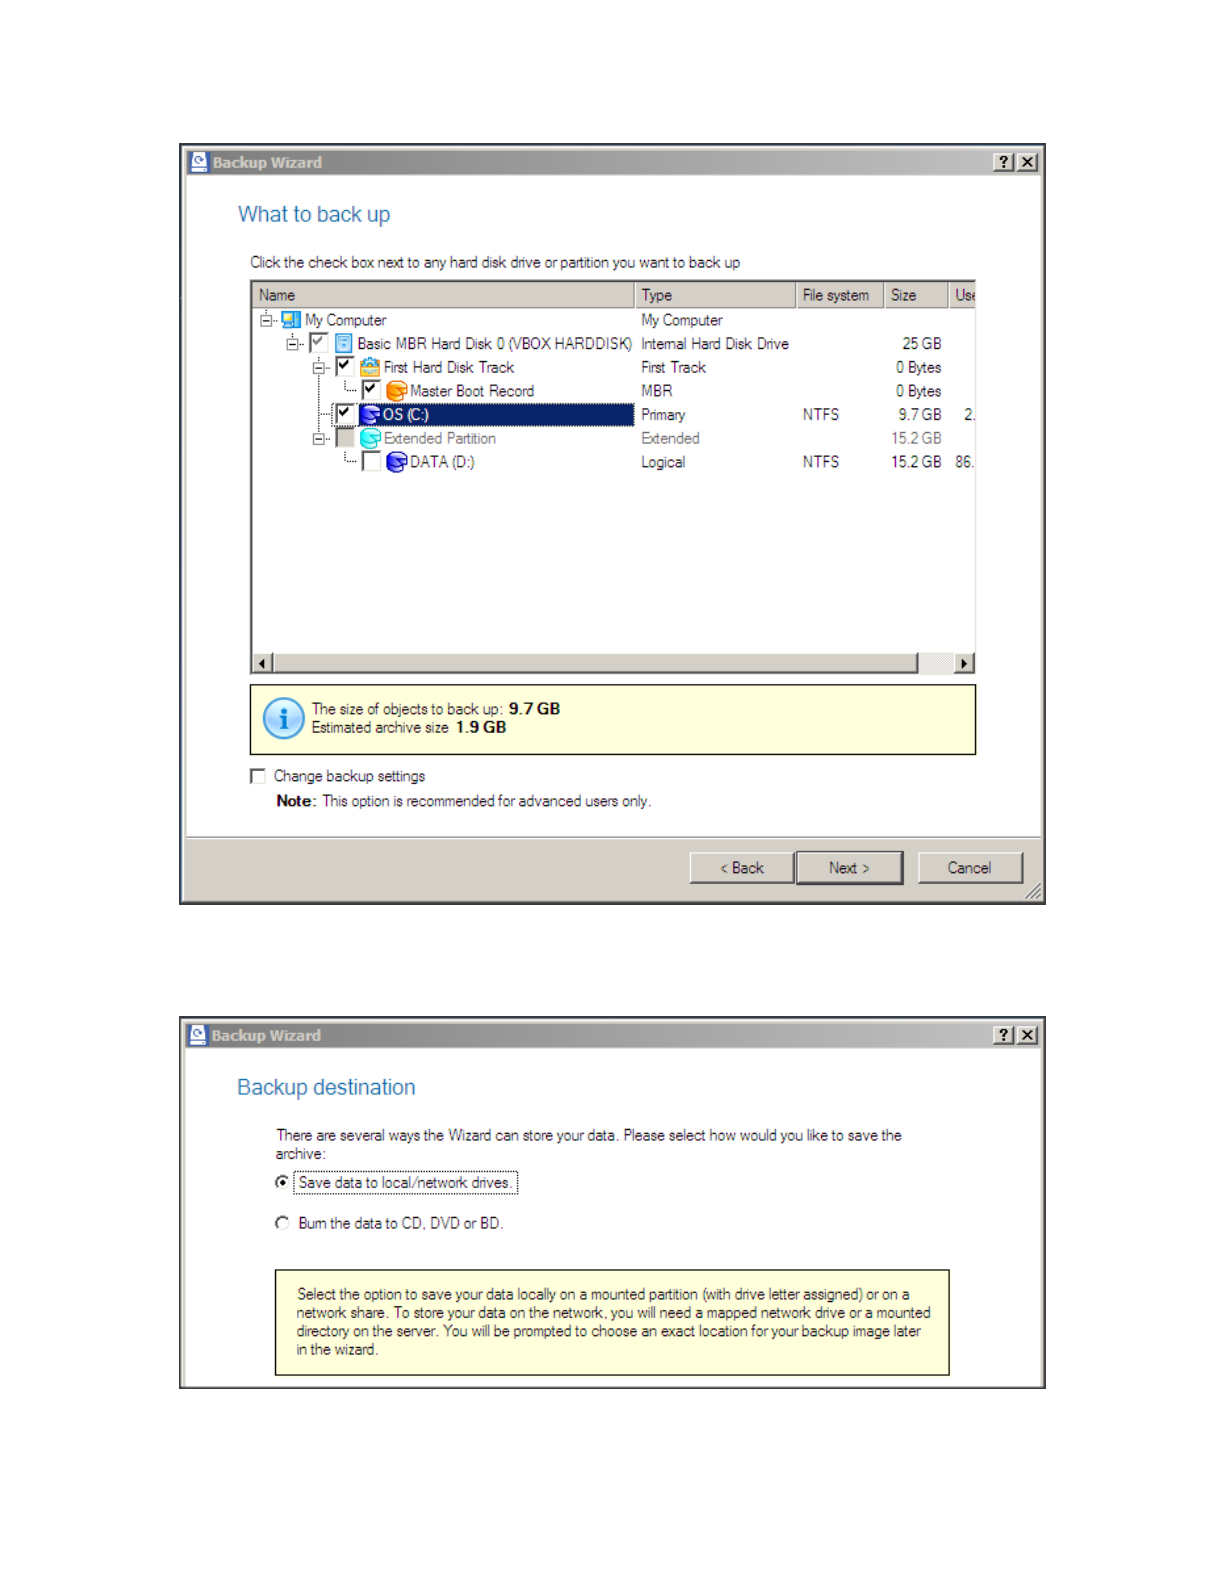 Backup Wizard
What to back up
Click the check box next to any hard disk drive or partition you want to back up
Name Type File system Size Use
My Computer My Computer
Basic MBR Hard Disk 0 (VBOX HARDDISK) Internal Hard Disk Drive 25 GB
First Hard Disk Track First Track 0 Bytes
Master Boot Record MBR 0 Bytes
OS (C:) Primary NTFS 9.7 GB 2.
Extended Partition Extended 15.2 GB
DATA (D:) Logical NTFS 15.2 GB 86.
The size of objects to back up: 9.7 GB
Estimated archive size 1.9 GB
Change backup settings
Note: This option is recommended for advanced users only.
< Back Next > Cancel
Backup Wizard
Backup destination
There are several ways the Wizard can store your data. Please select how would you like to save the
archive:
Save data to local/network drives.
Burn the data to CD, DVD or BD.
Select the option to save your data locally on a mounted partition (with drive letter assigned) or on a
network share. To store your data on the network, you will need a mapped network drive or a mounted
directory on the server. You will be prompted to choose an exact location for your backup image later
in the wizard.